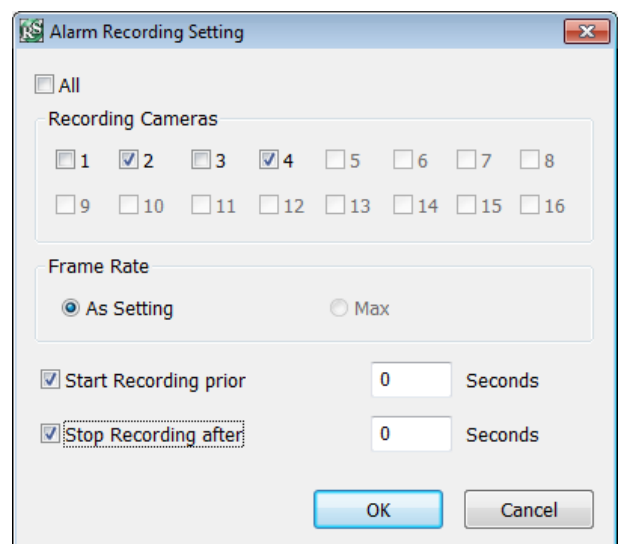 RS Alarm Recording Setting
All
Recording Cameras
1 2 3 4 5 6 7 8
9 10 11 12 13 14 15 16
Frame Rate
As Setting Max
Start Recording prior 0 Seconds
Stop Recording after 0 Seconds
OK Cancel